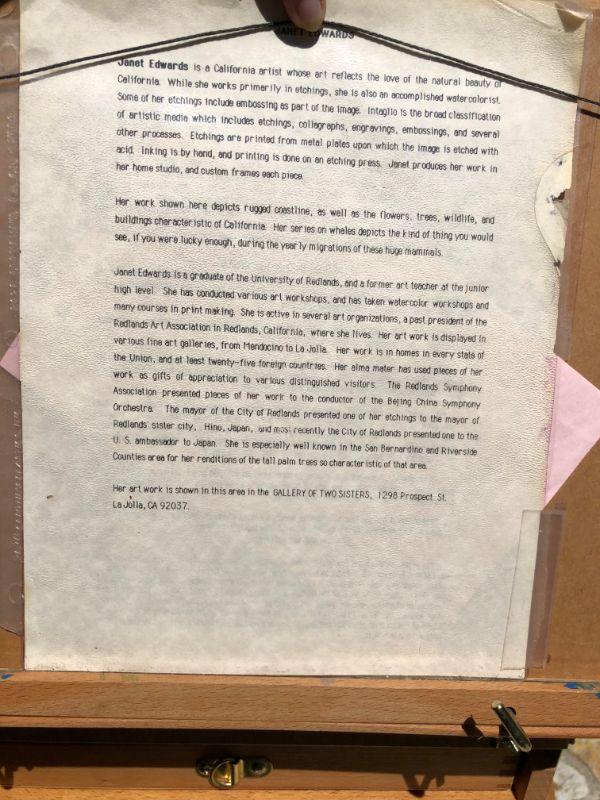 JANET EDWARDS
Janet Edwards is a California artist whose art reflects the love of the natural beauty of
California. While she works primarily in etchings, she is also an accomplished watercolorist.
Some of her etchings include embossing as part of the image. Intaglio is the broad classification
of artistic media which includes etchings, collagraphs, engravings, embossings, and several
other processes. Etchings are printed from metal plates upon which the image is etched with
acid. Inking is by hand, and printing is done on an etching press. Janet produces her work in
her home studio, and custom frames each piece.
Her work shown here depicts rugged coastline, as well as the flowers, trees, wildlife, and
buildings characteristic of California. Her series on whales depicts the kind of thing you would
see, if you were lucky enough, during the yearly migrations of these huge mammals.
Janet Edwards is a graduate of the University of Redlands, and a former art teacher at the junior
high level. She has conducted various art workshops, and has taken watercolor workshops and
many courses in print making. She is active in several art organizations, a past president of the
Redlands Art Association in Redlands, California, where she lives. Her art work is displayed in
various fine art galleries, from Mendocino to La Jolla. Her work is in homes in every state of
the Union, and at least twenty-five foreign countries. Her alma mater has used pieces of her
work as gifts of appreciation to various distinguished visitors. The Redlands Symphony
Association presented pieces of her work to the conductor of the Bejing China Symphony
Orchestra. The mayor of the City of Redlands presented one of her etchings to the mayor of
Redlands' sister city, Hino, Japan, and most recently the City of Redlands presented one to the
U. S. ambassador to Japan. She is especially well known in the San Bernardino and Riverside
Counties area for her renditions of the tall palm trees so characteristic of that area.
Her art work is shown in this area in the GALLERY OF TWO SISTERS, 1298 Prospect St.
La Jolla, CA 92037.